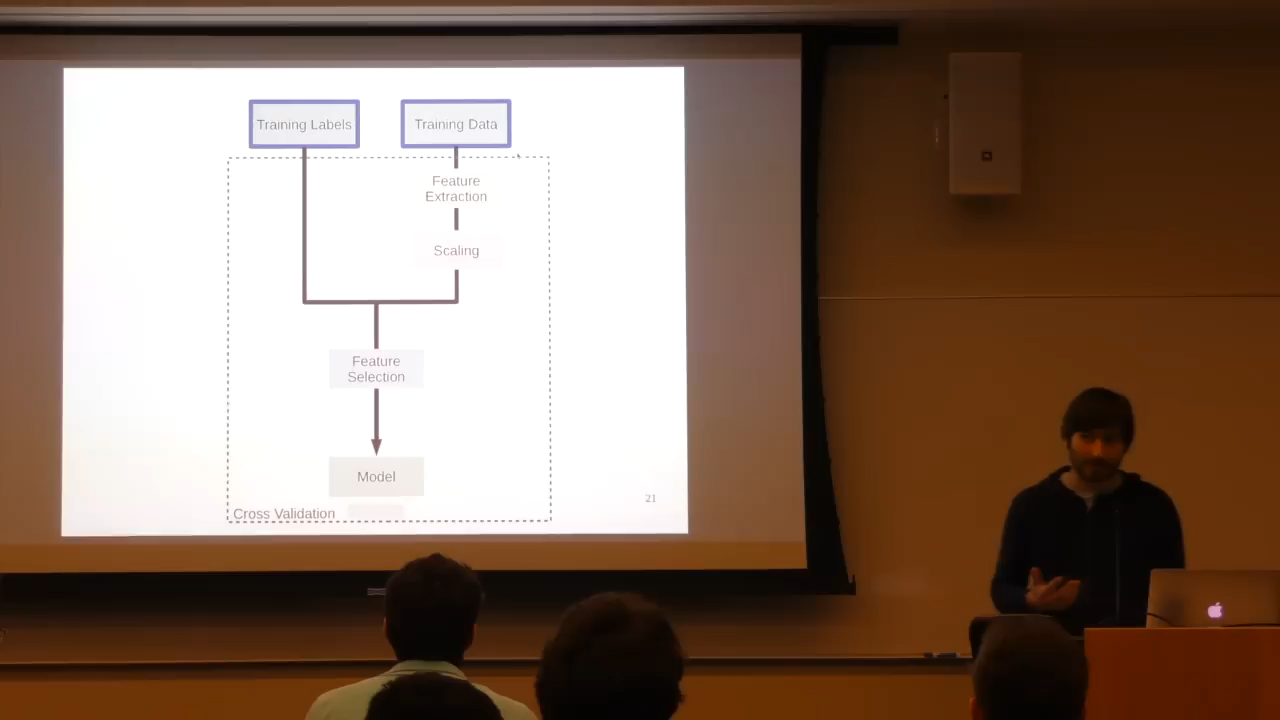 Training Labels
Training Data
Feature
Extraction
Scaling
Feature
Selection
Model
Cross Validation
21